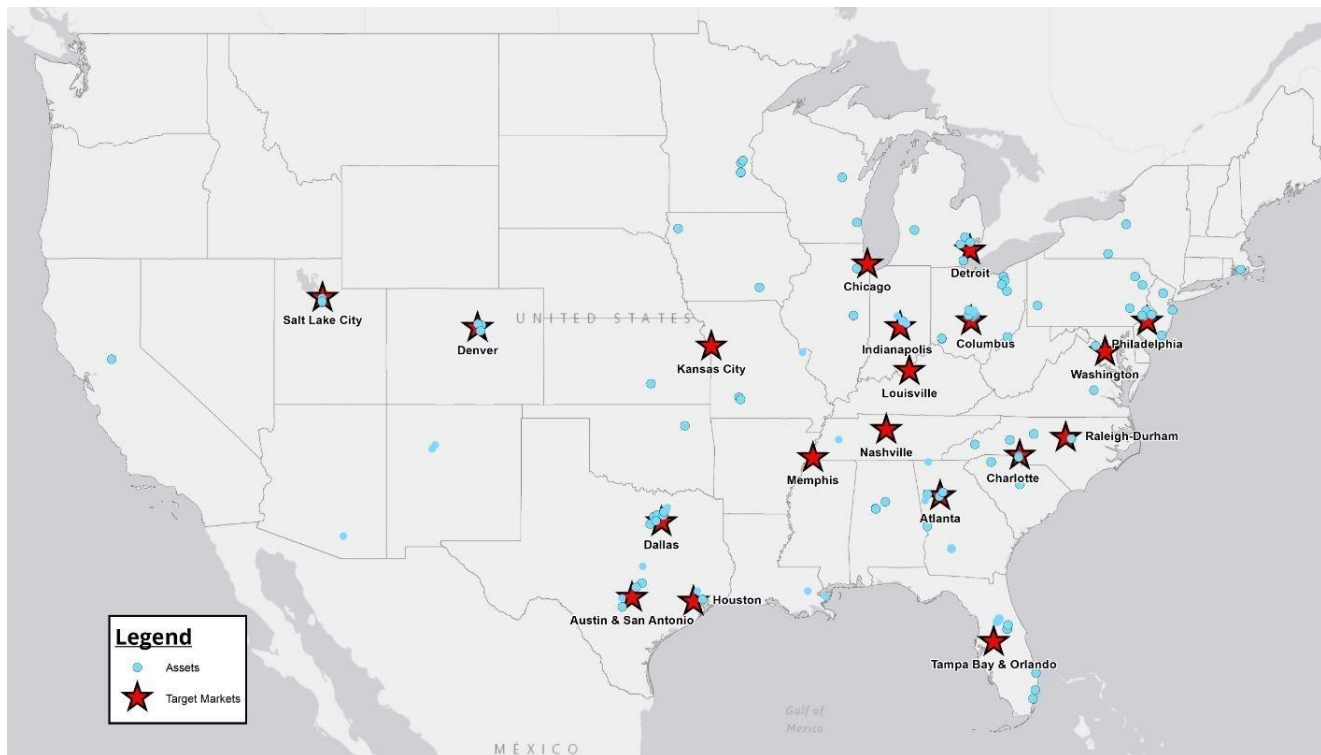 Salt Lake City
Denver
UNITED STATES
Kansas City
Chicago
Detroit
Indianapolis
Columbus
Philadelphia
Washington
Louisville
Nashville
Raleigh-Durham
Memphis
Charlotte
Atlanta
Dallas
Houston
Austin & San Antonio
Tampa Bay & Orlando
Gulf of
Mexico
MÉXICO
Legend
Assets
Target Markets